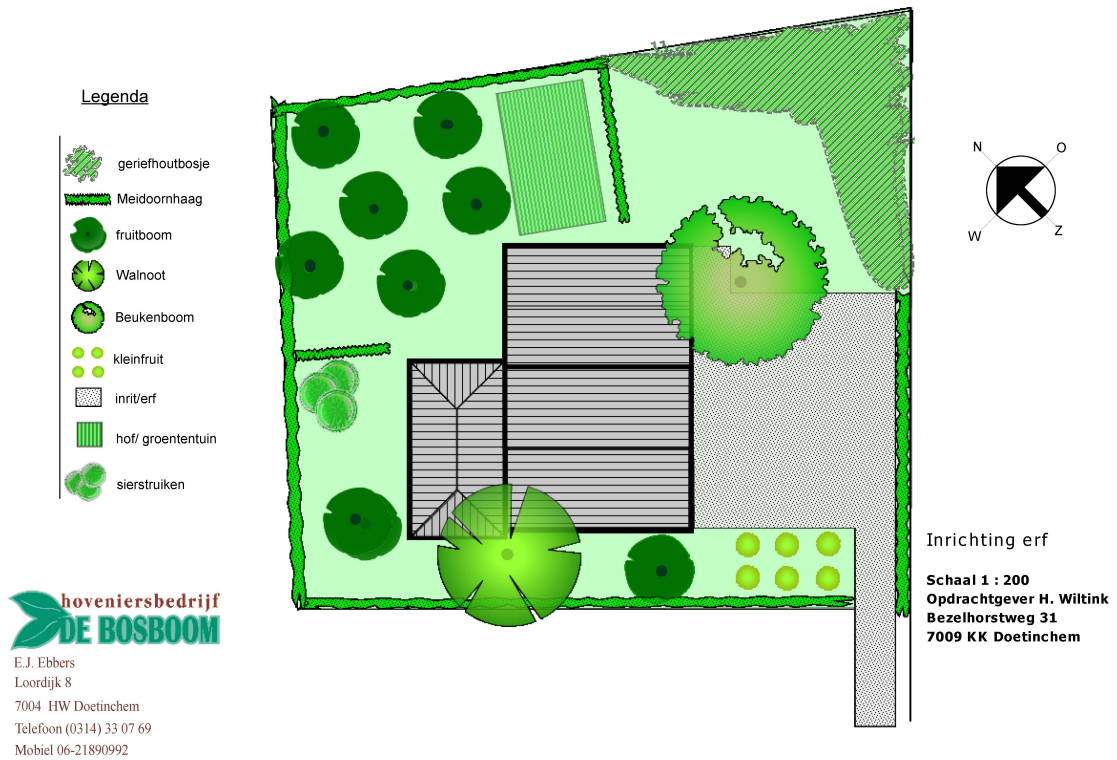 Legenda
geriefhoutbosje
Meidoornhaag
fruitboom
Walnoot
Beukenboom
kleinfruit
inrit/erf
hof/ groentetuin
sierstruiken
hoveniersbedrijf
DE BOSBOOM
E.J. Ebbers
Loordijk 8
7004 HW Doetinchem
Telefoon (0314) 33 07 69
Mobiel 06-21890992
N
O
W
Z
Inrichting erf
Schaal 1 : 200
Opdrachtgever H. Wiltink
Bezelhorstweg 31
7009 KK Doetinchem